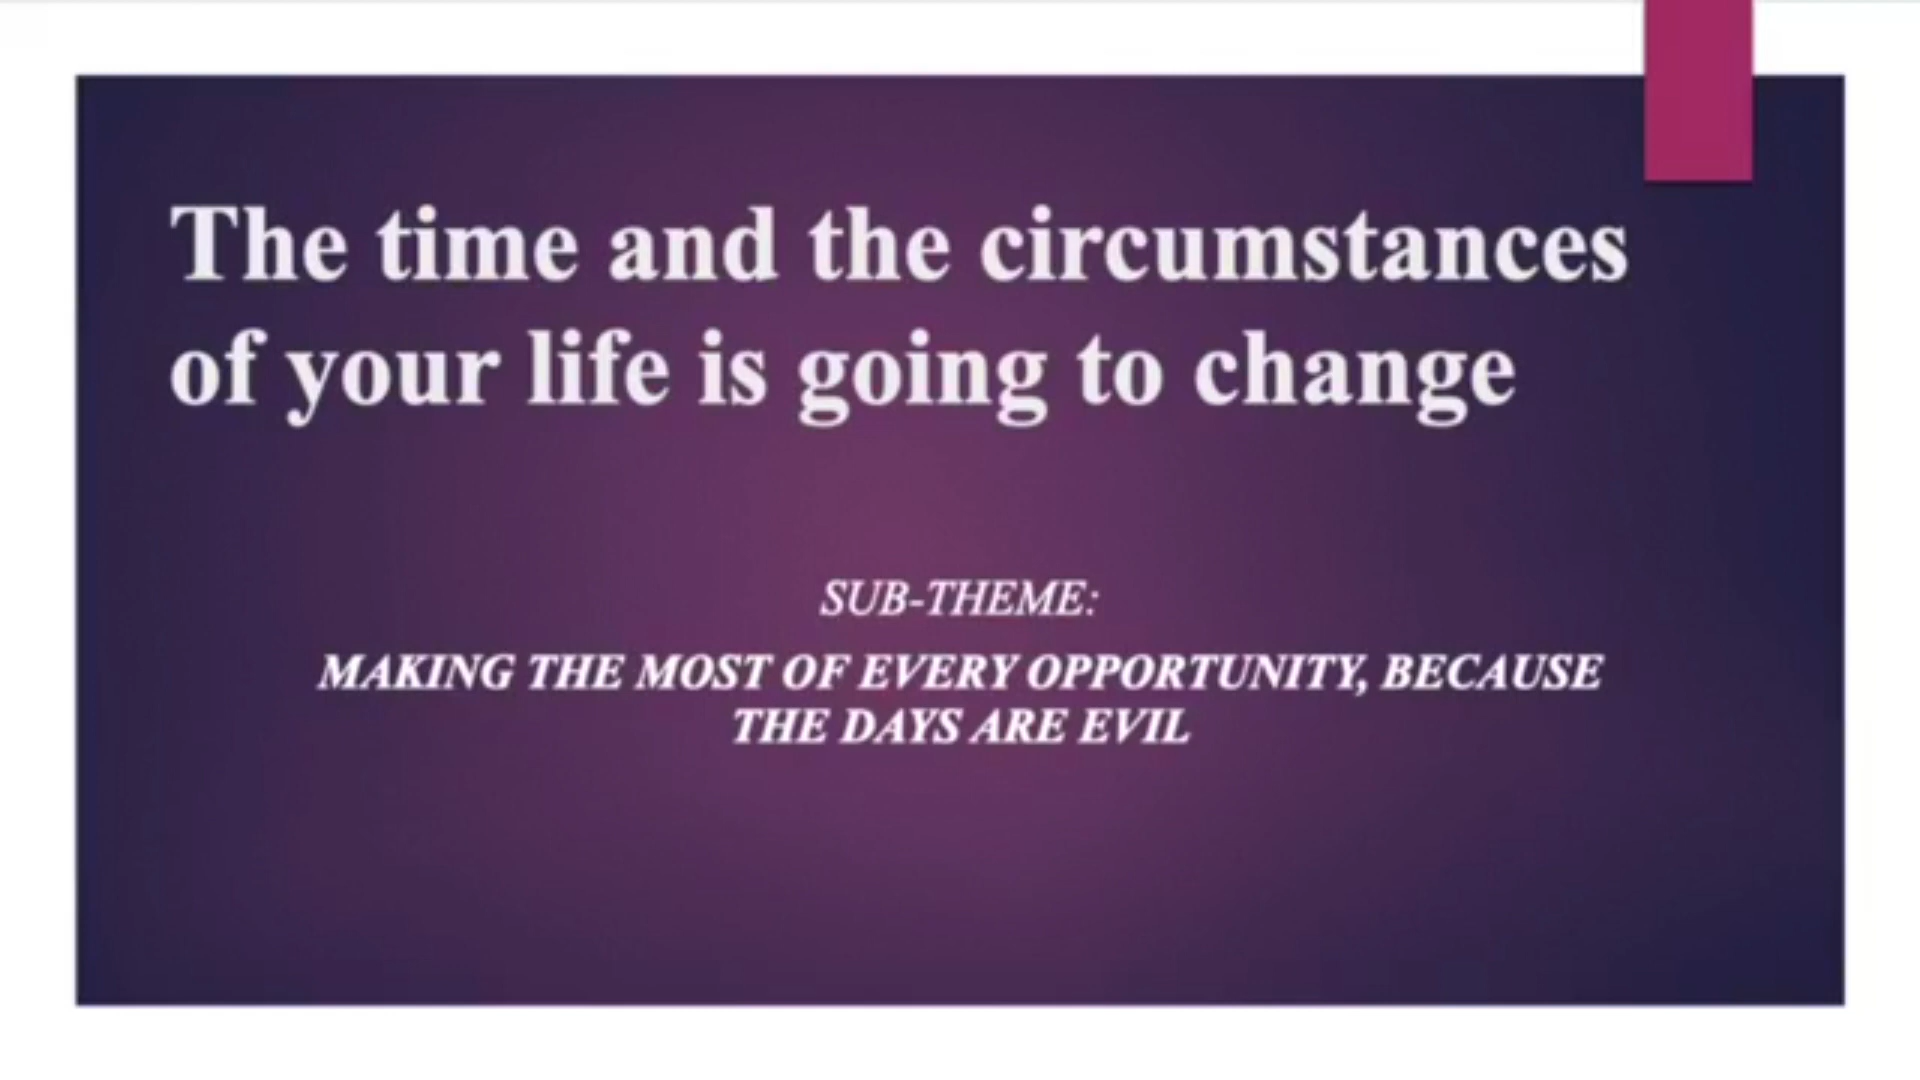 The time and the circumstances
of your life is going to change
SUB-THEME:
MAKING THE MOST OF EVERY OPPORTUNITY, BECAUSE
THE DAYS ARE EVIL